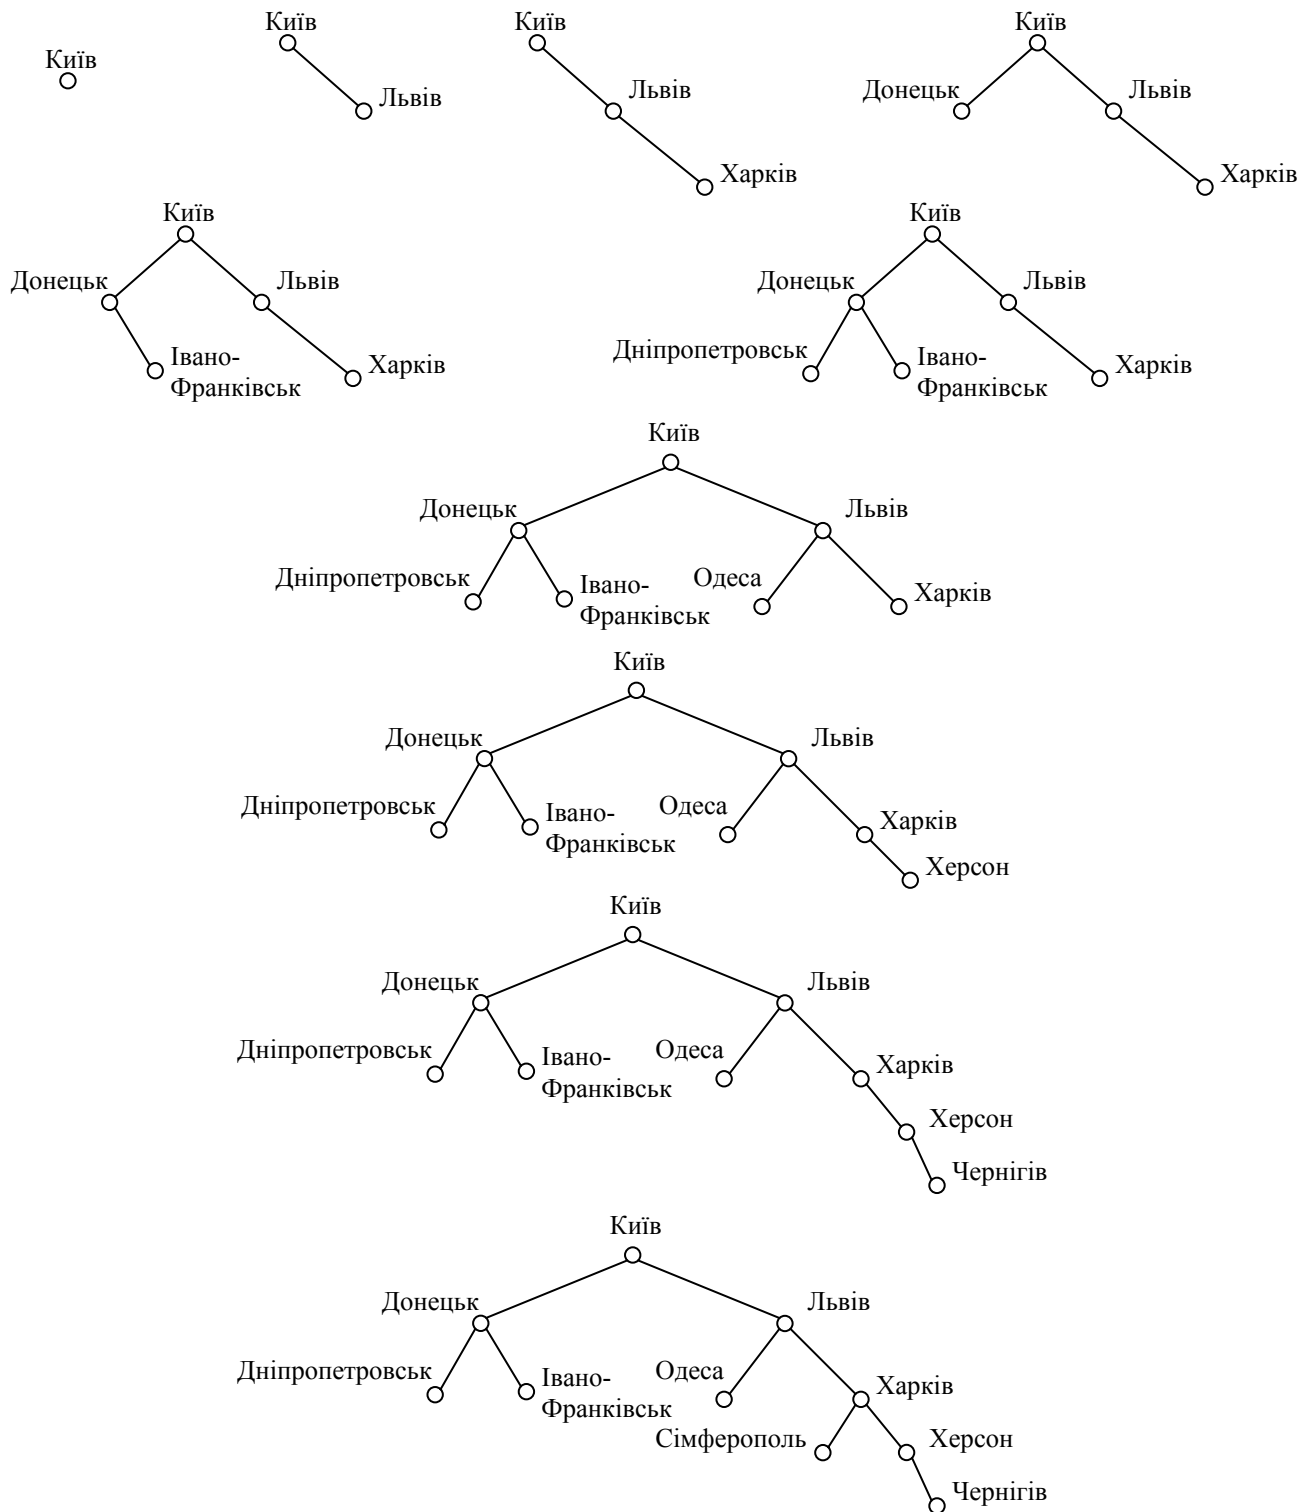 Київ
Київ
Львів
Київ
Львів
Харків
Київ
Донецьк
Львів
Харків
Київ
Донецьк
Львів
Івано-
Франківськ
Харків
Київ
Донецьк
Львів
Дніпропетровськ
Івано-
Франківськ
Харків
Київ
Донецьк
Львів
Дніпропетровськ
Івано-
Франківськ
Одеса
Харків
Київ
Донецьк
Львів
Дніпропетровськ
Івано-
Франківськ
Одеса
Харків
Херсон
Київ
Донецьк
Львів
Дніпропетровськ
Івано-
Франківськ
Одеса
Харків
Херсон
Чернігів
Київ
Донецьк
Львів
Дніпропетровськ
Івано-
Франківськ
Одеса
Харків
Сімферополь
Херсон
Чернігів